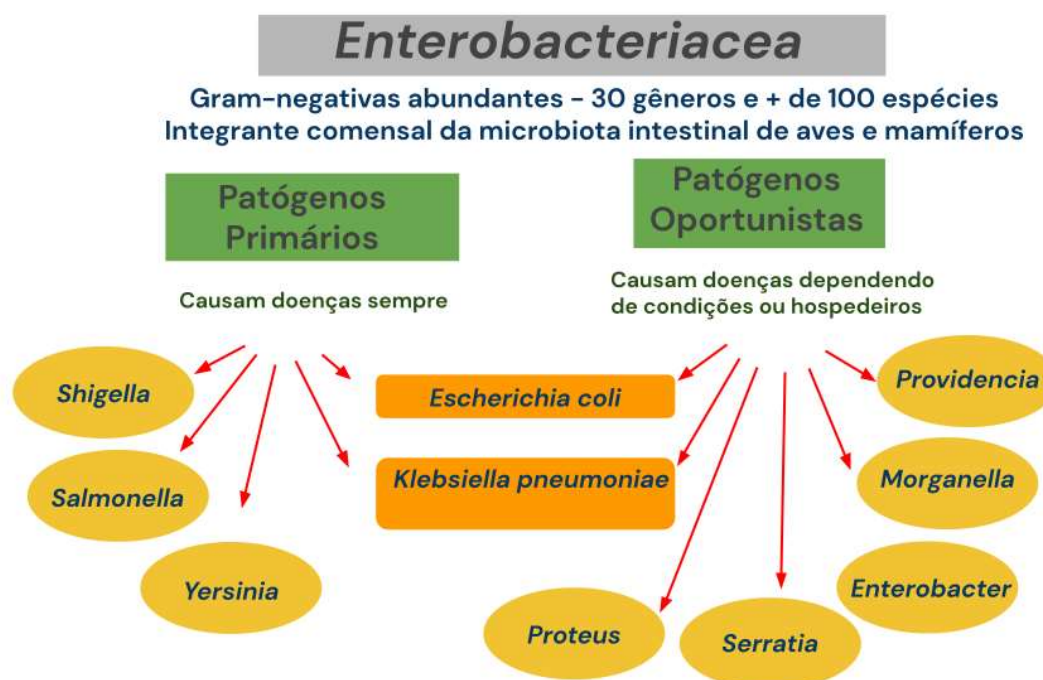 Enterobacteriacea
Gram-negativas abundantes - 30 gêneros e + de 100 espécies
Integrante comensal da microbiota intestinal de aves e mamíferos
Patógenos
Primários
Causam doenças sempre
Patógenos
Oportunistas
Causam doenças dependendo
de condições ou hospedeiros
Shigella
Salmonella
Yersinia
Escherichia coli
Klebsiella pneumoniae
Providencia
Morganella
Enterobacter
Proteus
Serratia